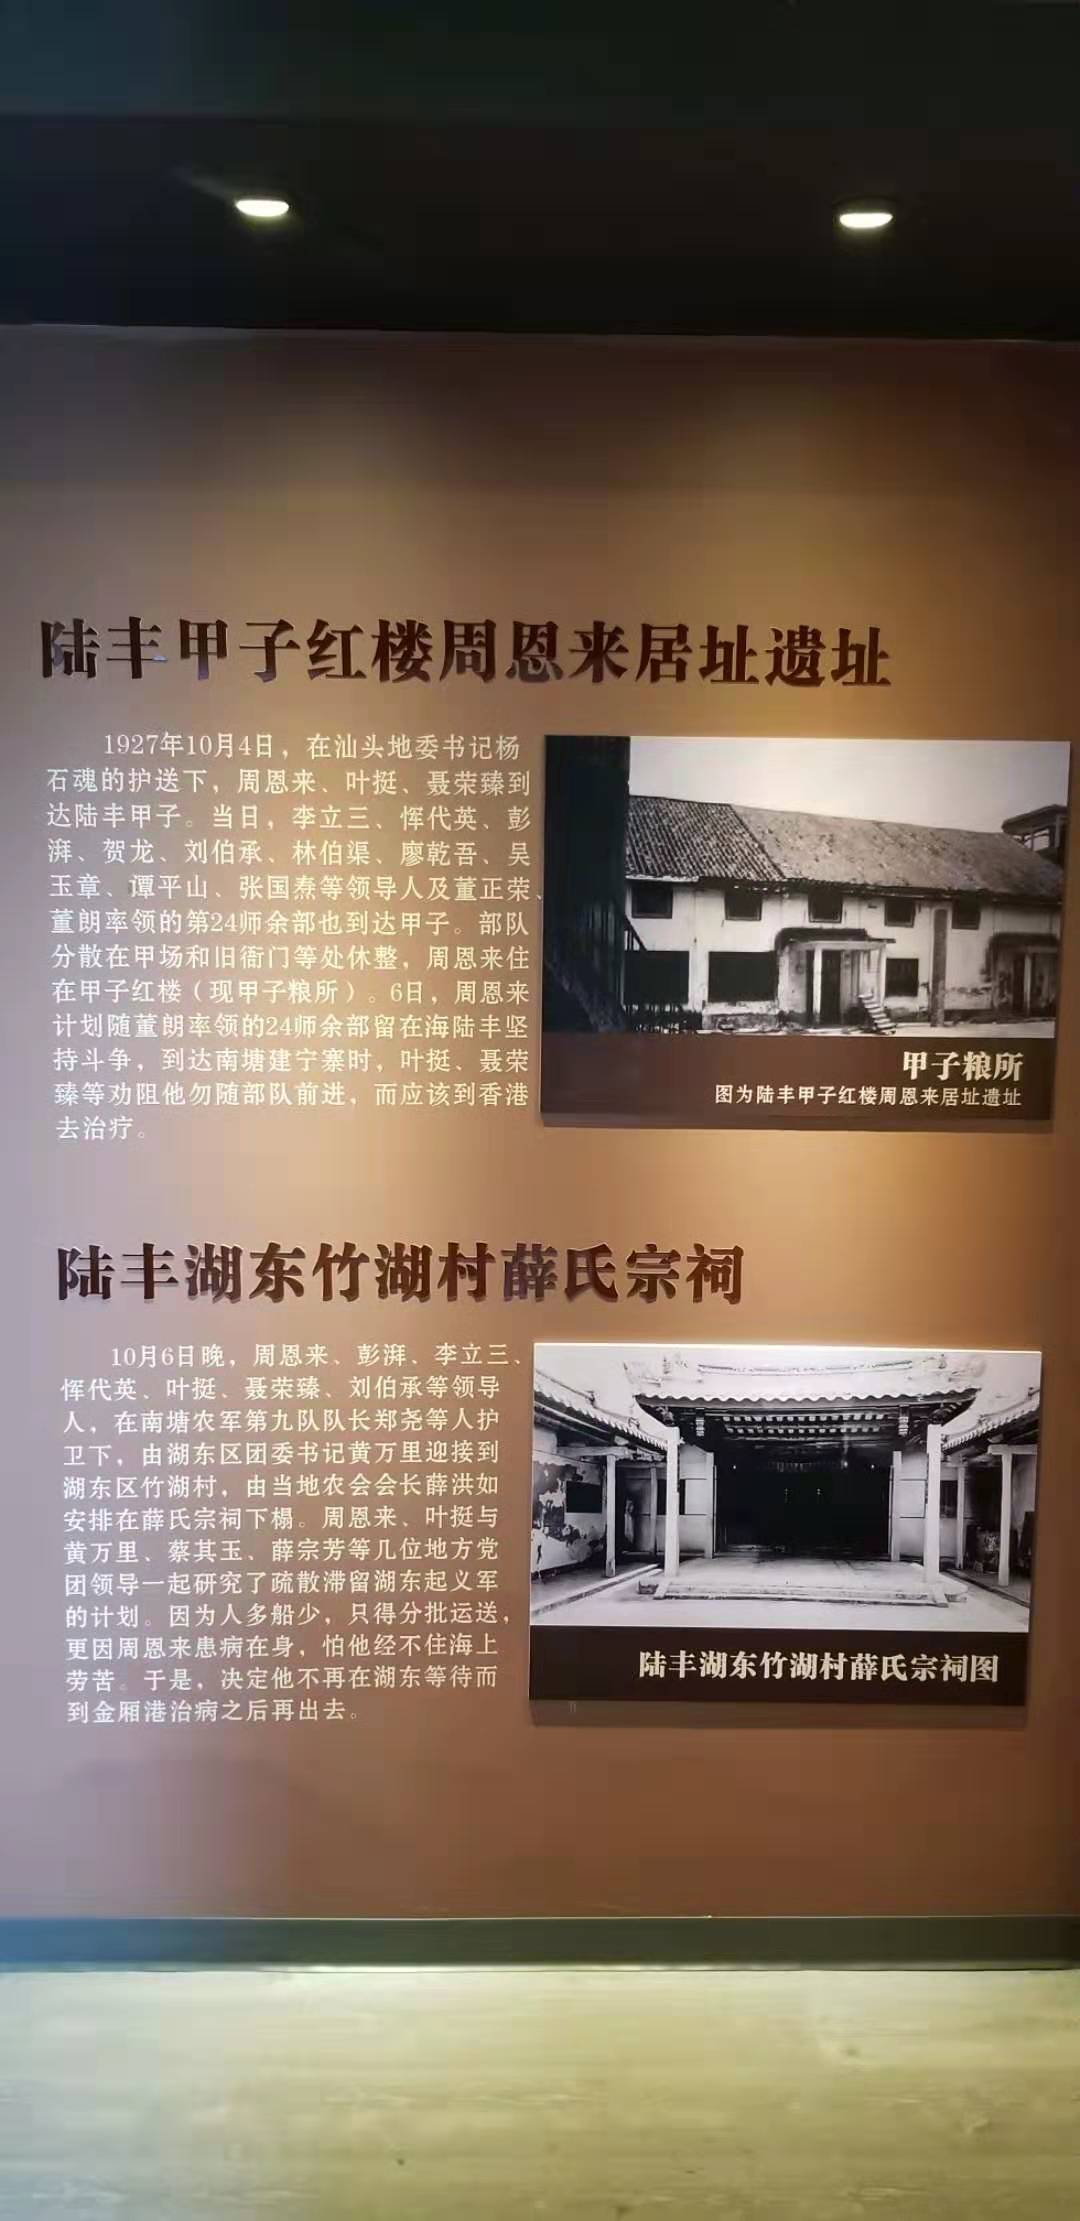 陆丰甲子红楼周恩来居址遗址
1927年10月4日，在汕头地委书记杨
石魂的护送下，周恩来、叶挺、聂荣臻到
达陆丰甲子。当日，李立三、恽代英、彭
湃、贺龙、刘伯承、林伯渠、廖乾吾、吴
玉章、谭平山、张国焘等领导人及董正荣、
董朗率领的第24师余部也到达甲子。部队
分散在甲场和旧衙门等处休整，周恩来住
在甲子红楼（现甲子粮所）。6日，周恩来
计划随董朗率领的24师余部留在海陆丰坚
持斗争，到达南塘建宁寨时，叶挺、聂荣
臻等劝阻他勿随部队前进，而应该到香港
去治疗。
甲子粮所
图为陆丰甲子红楼周恩来居址遗址
陆丰湖东竹湖村薛氏宗祠
10月6日晚，周恩来、彭湃、李立三、
恽代英、叶挺、聂荣臻、刘伯承等领导
人，在南塘农军第九队队长郑尧等人护
卫下，由湖东区团委书记黄万里迎接到
湖东区竹湖村，由当地农会会长薛洪如
安排在薛氏宗祠下榻。周恩来、叶挺与
黄万里、蔡其玉、薛宗芳等几位地方党
团领导一起研究了疏散滞留湖东起义军
的计划。因为人多船少，只得分批运送，
更因周恩来患病在身，怕他经不住海上
劳苦。于是，决定他不再在湖东等待而
到金厢港治病之后再出去。
陆丰湖东竹湖村薛氏宗祠图